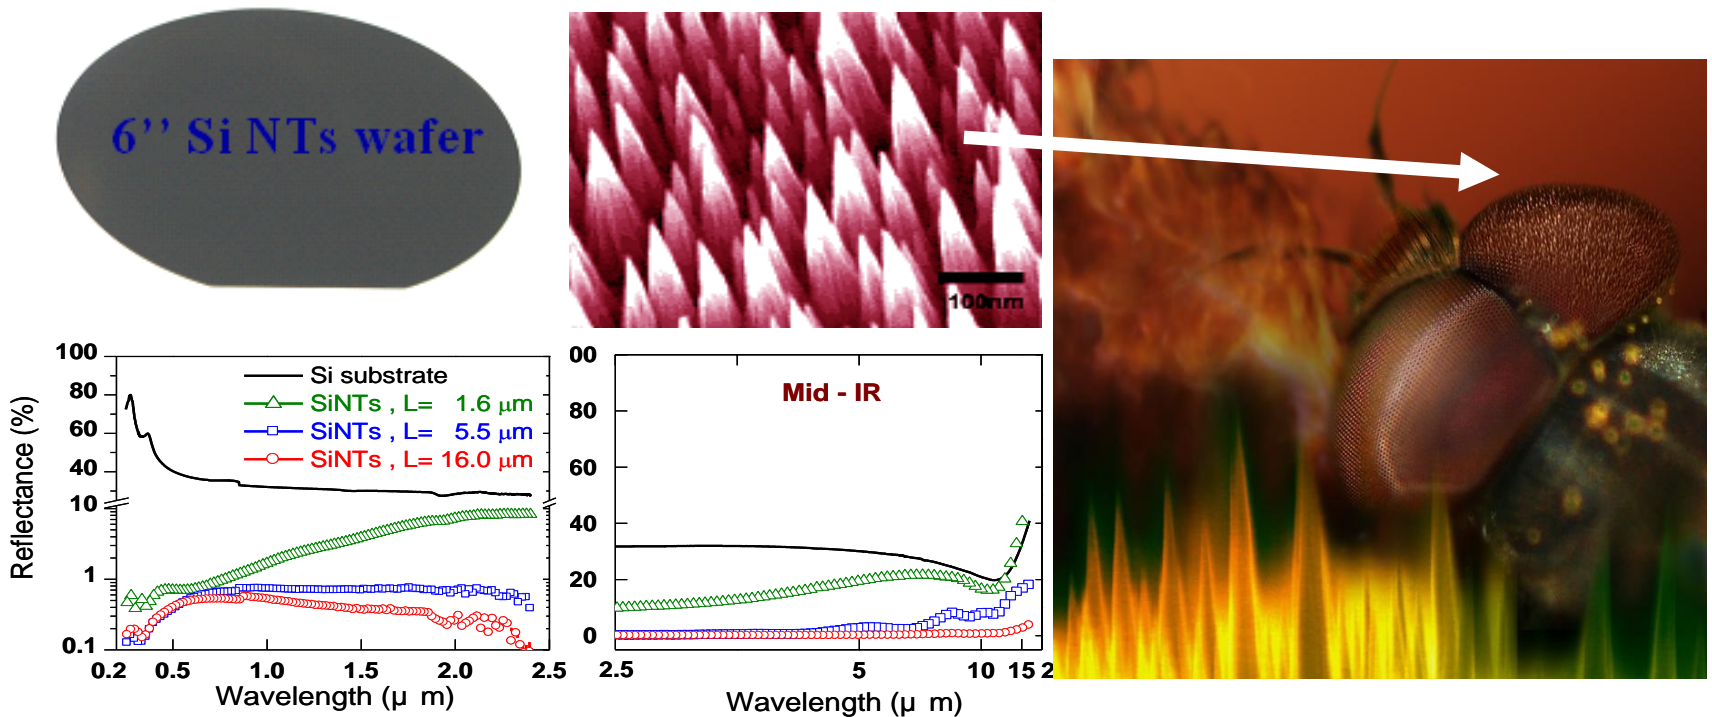 6’’ Si NTs wafer
100nm
100
80
60
40
10
1
0.1
Reflectance (%)
Si substrate
SiNTs , L= 1.6 μm
SiNTs , L= 5.5 μm
SiNTs , L= 16.0 μm
0.2 0.5 1.0 1.5 2.0 2.5
Wavelength (μ m)
00
80
60
40
20
0
Mid - IR
2.5 5 10 15 2
Wavelength (μ m)